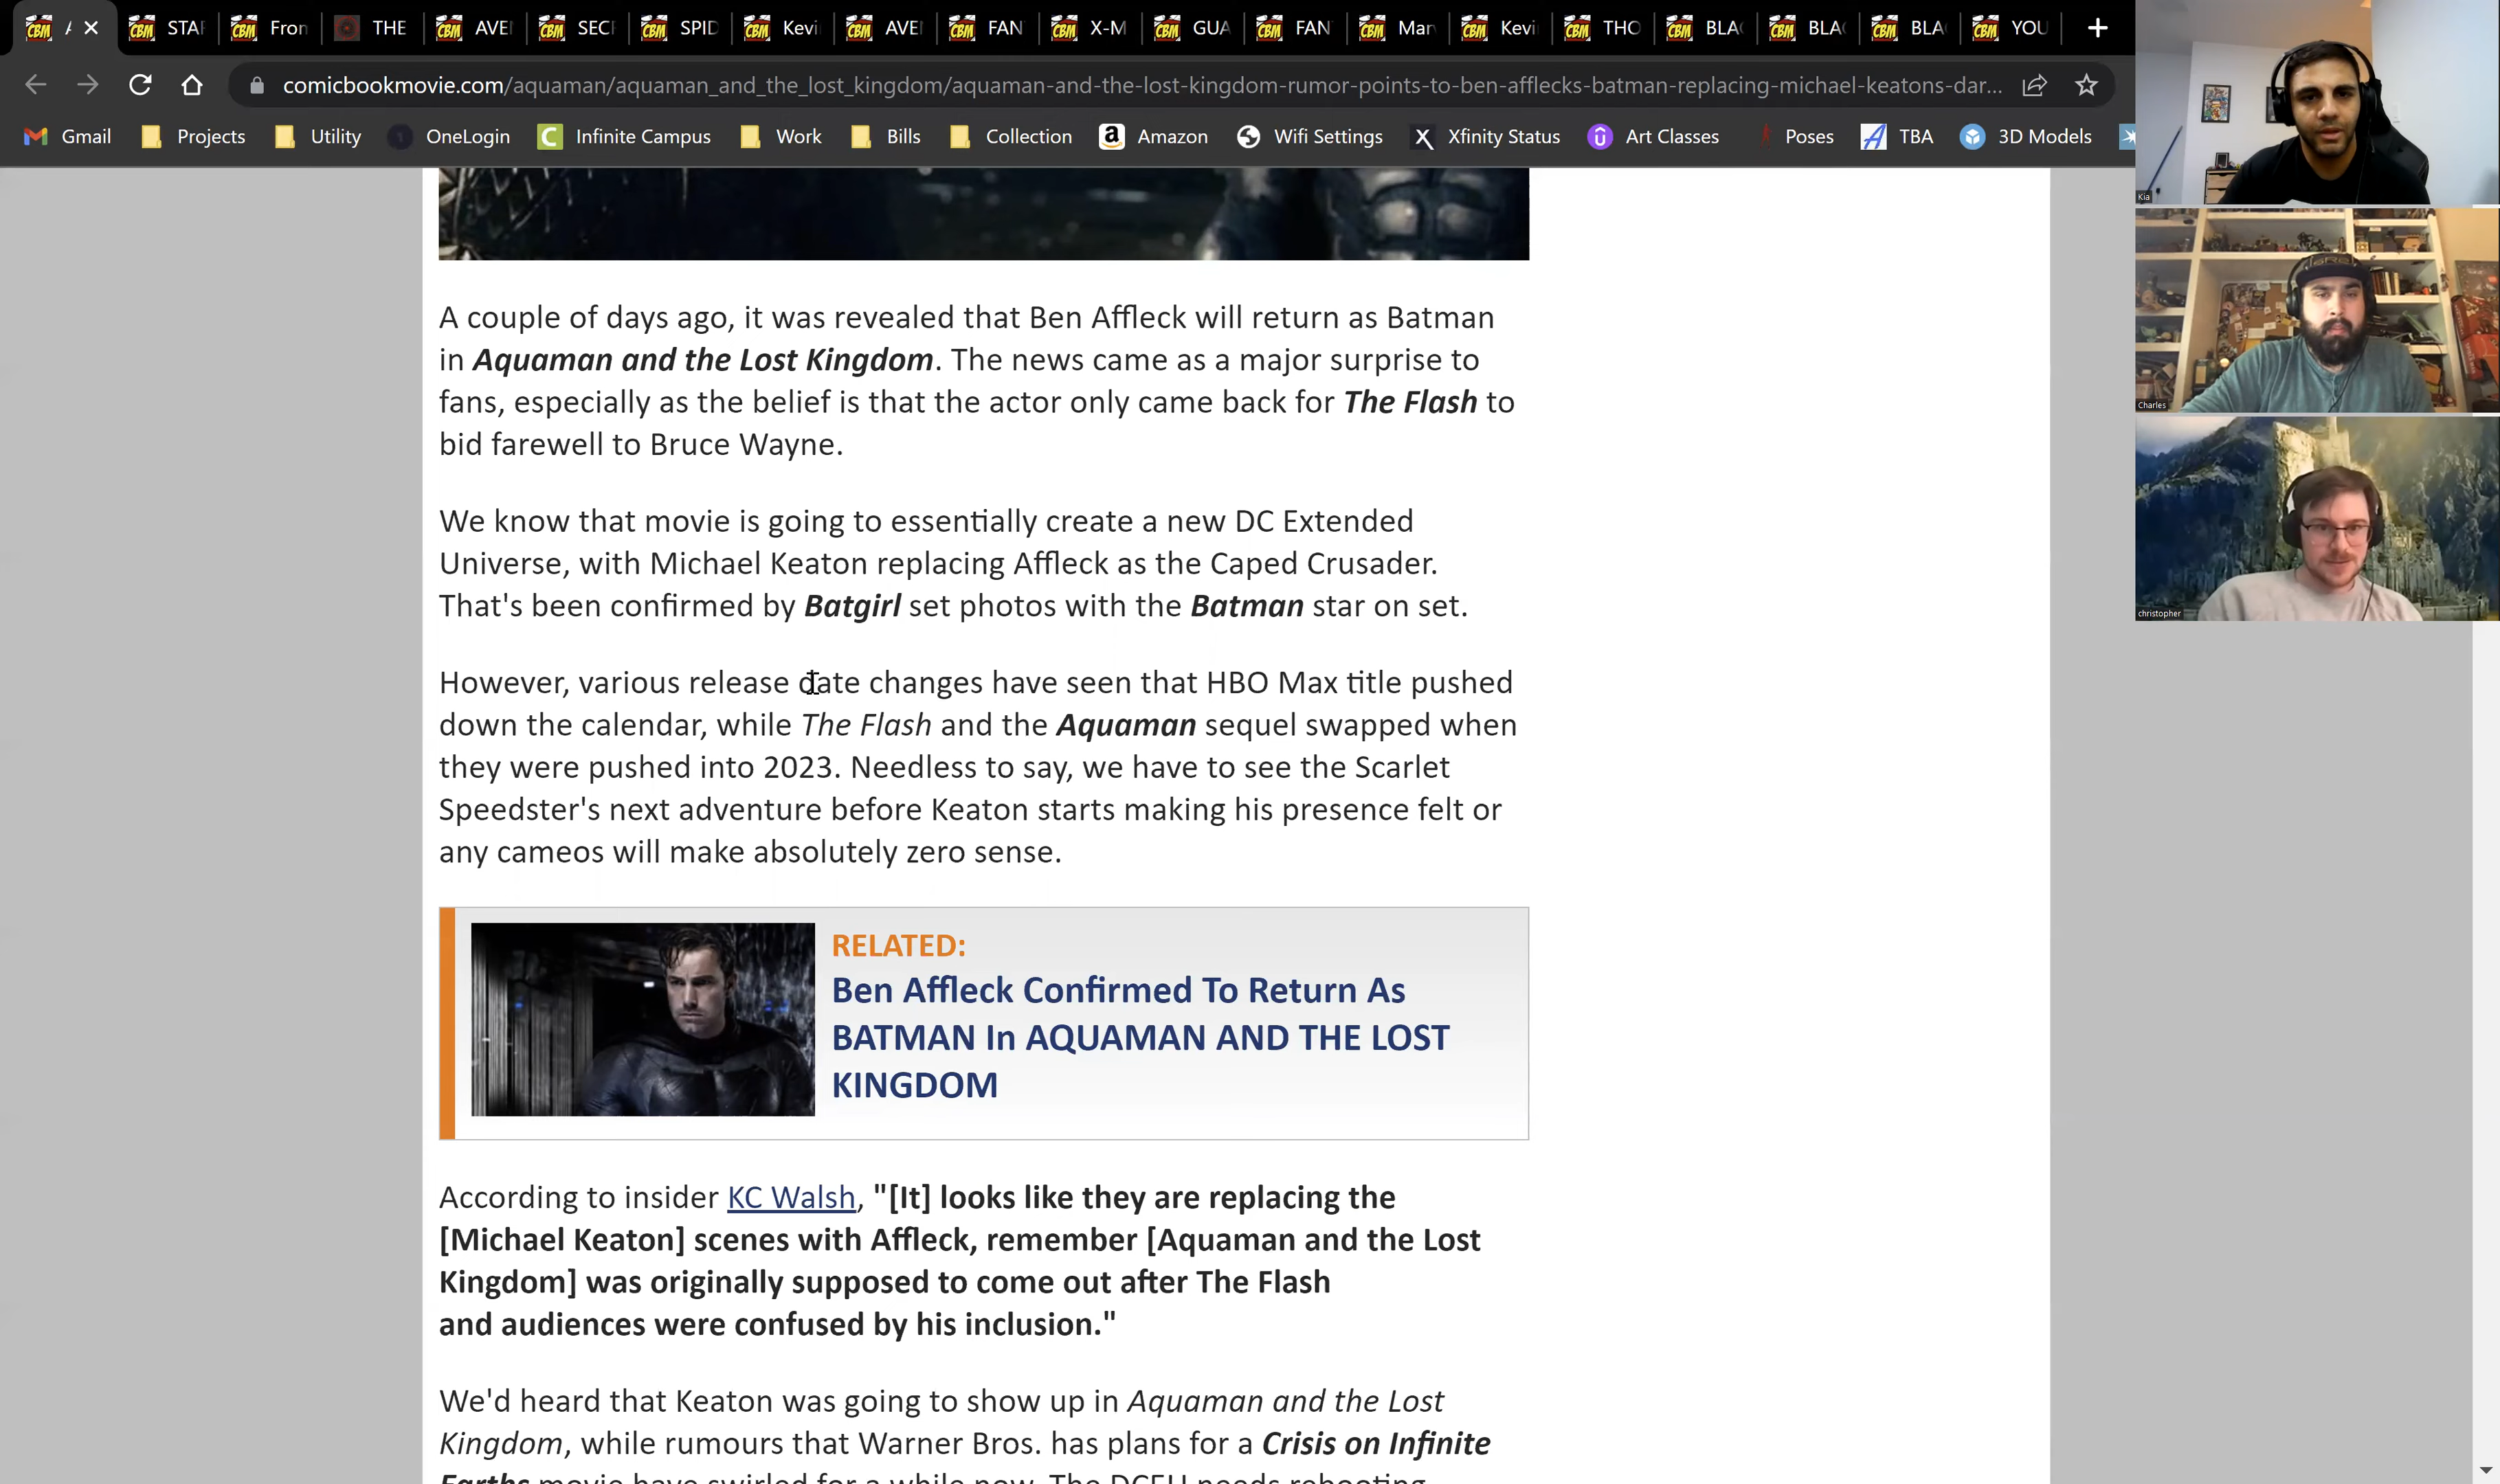 A
STAR
Fron
THE
AVE
SECR
SPID
Kevi
AVE
FAN
X-M
GUA
FAN
Mar
Kevi
THO
BLA
BLA
BLA
YOU
comicbookmovie.com/aquaman/aquaman_and_the_lost_kingdom/aquaman-and-the-lost-kingdom-rumor-points-to-ben-afflecks-batman-replacing-michael-keatons-dar...
Gmail
Projects
Utility
OneLogin
Infinite Campus
Work
Bills
Collection
Amazon
Wifi Settings
Xfinity Status
Art Classes
Poses
TBA
3D Models
A couple of days ago, it was revealed that Ben Affleck will return as Batman
in Aquaman and the Lost Kingdom. The news came as a major surprise to
fans, especially as the belief is that the actor only came back for The Flash to
bid farewell to Bruce Wayne.
We know that movie is going to essentially create a new DC Extended
Universe, with Michael Keaton replacing Affleck as the Caped Crusader.
That's been confirmed by Batgirl set photos with the Batman star on set.
However, various release date changes have seen that HBO Max title pushed
down the calendar, while The Flash and the Aquaman sequel swapped when
they were pushed into 2023. Needless to say, we have to see the Scarlet
Speedster's next adventure before Keaton starts making his presence felt or
any cameos will make absolutely zero sense.
RELATED:
Ben Affleck Confirmed To Return As
BATMAN In AQUAMAN AND THE LOST
KINGDOM
According to insider KC Walsh, "[It] looks like they are replacing the
[Michael Keaton] scenes with Affleck, remember [Aquaman and the Lost
Kingdom] was originally supposed to come out after The Flash
and audiences were confused by his inclusion."
We'd heard that Keaton was going to show up in Aquaman and the Lost
Kingdom, while rumours that Warner Bros. has plans for a Crisis on Infinite
Earths movie have swirled for a while now. The DCEU needs rebooting
Kia
Charles
christopher